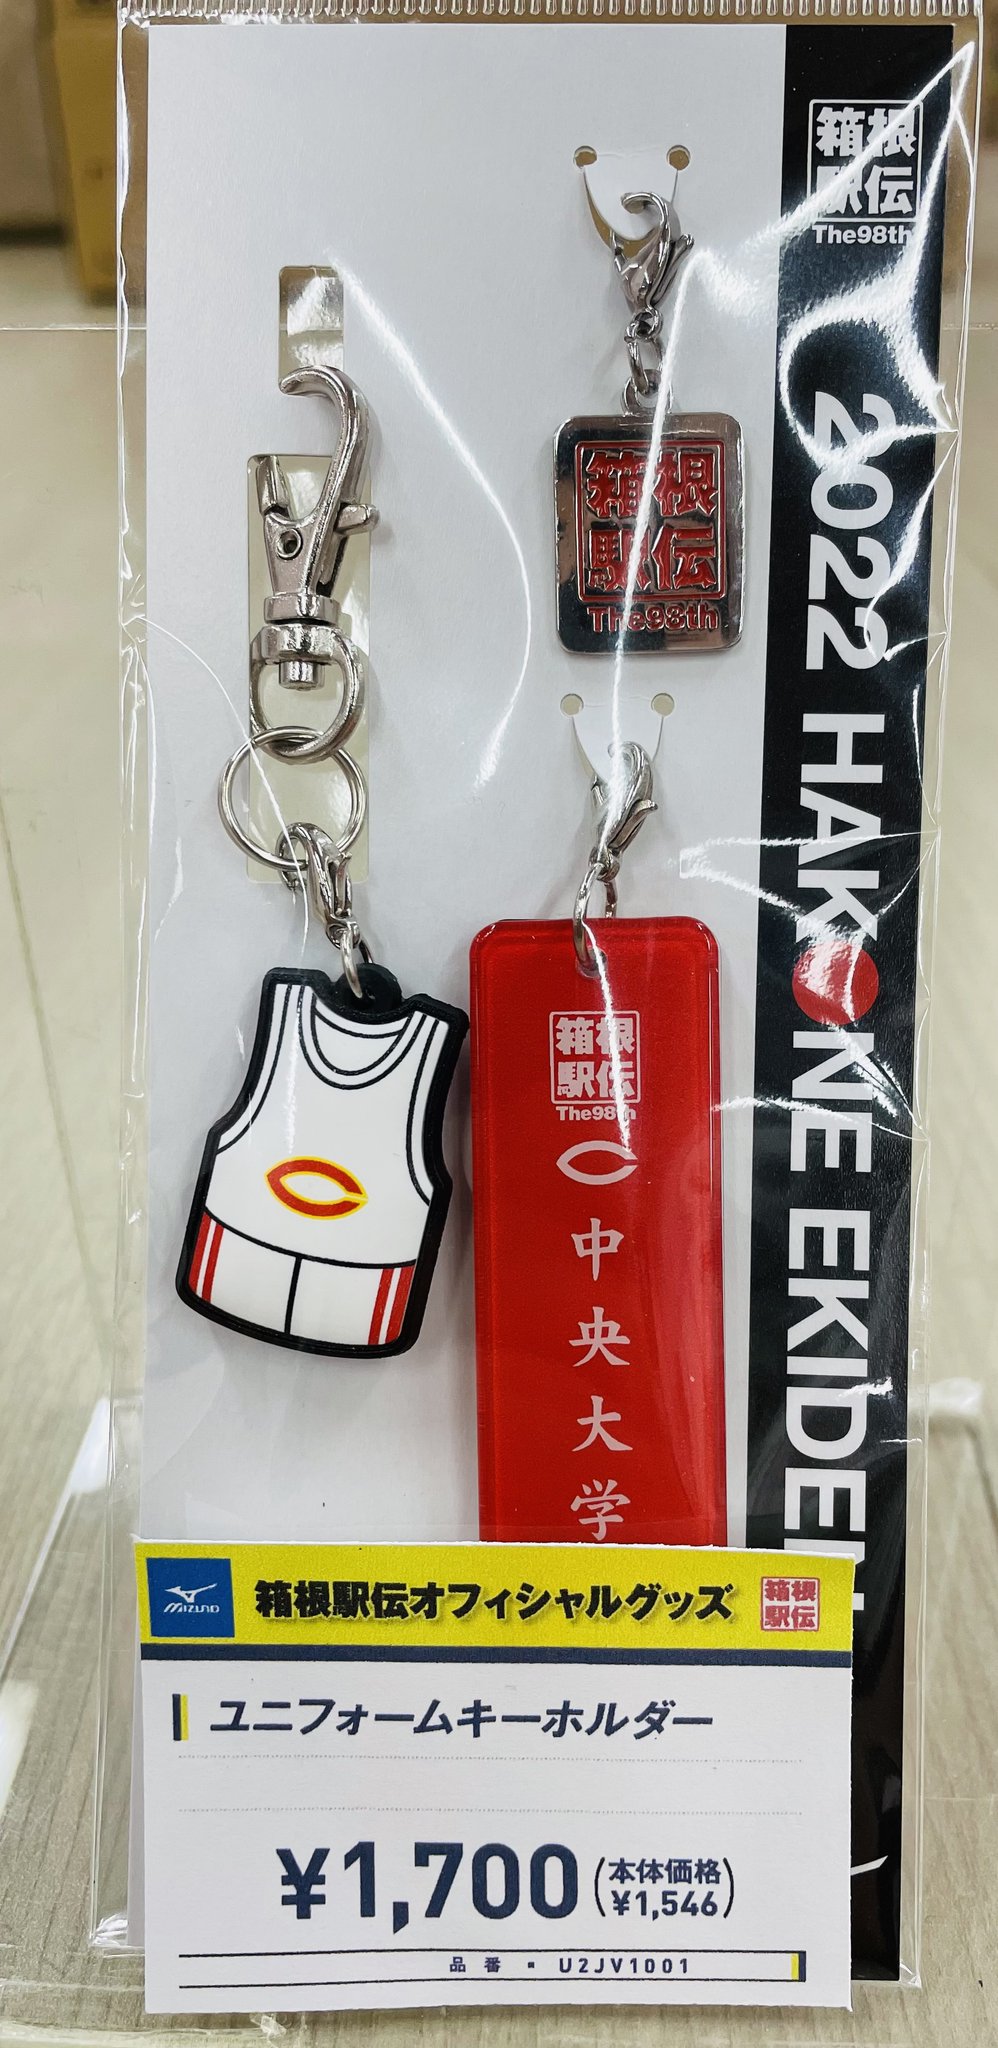 箱根
駅伝
The98th
2022 HAKONE EKIDEN
箱根
駅伝
The98th
箱根
駅伝
The98th
C
中央大学
C
MIZUNO
箱根駅伝オフィシャルグッズ
箱根
駅伝
ユニフォームキーホルダー
¥1,700(本体価格
¥1,546)
品番・U2JV1001